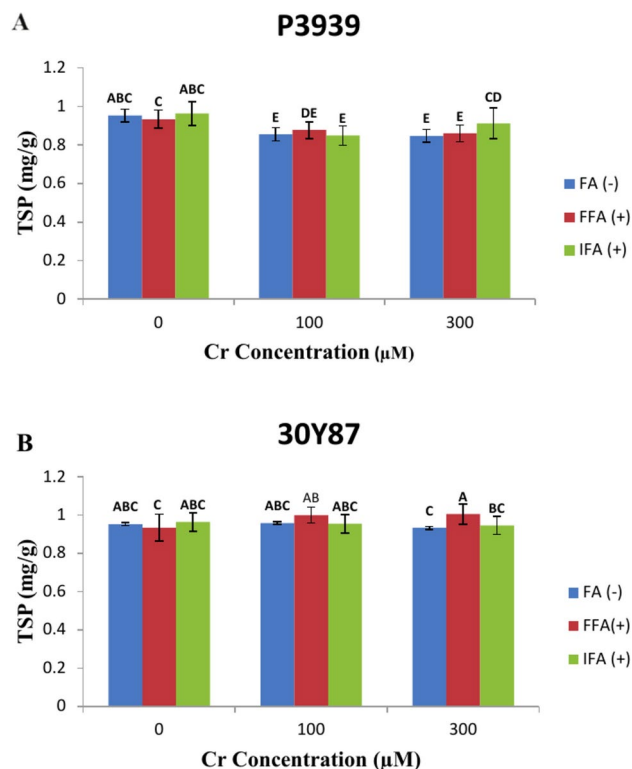 A
P3939
1.2
1
0.8
0.6
0.4
0.2
0
TSP (mg/g)
ABC C ABC
E DE E
E E CD
0 100 300
Cr Concentration (µM)
FA (-)
FFA (+)
IFA (+)
B
30Y87
1.2
1
0.8
0.6
0.4
0.2
0
TSP (mg/g)
ABC C ABC
ABC AB ABC
C A BC
0 100 300
Cr Concentration (µM)
FA (-)
FFA(+)
IFA (+)